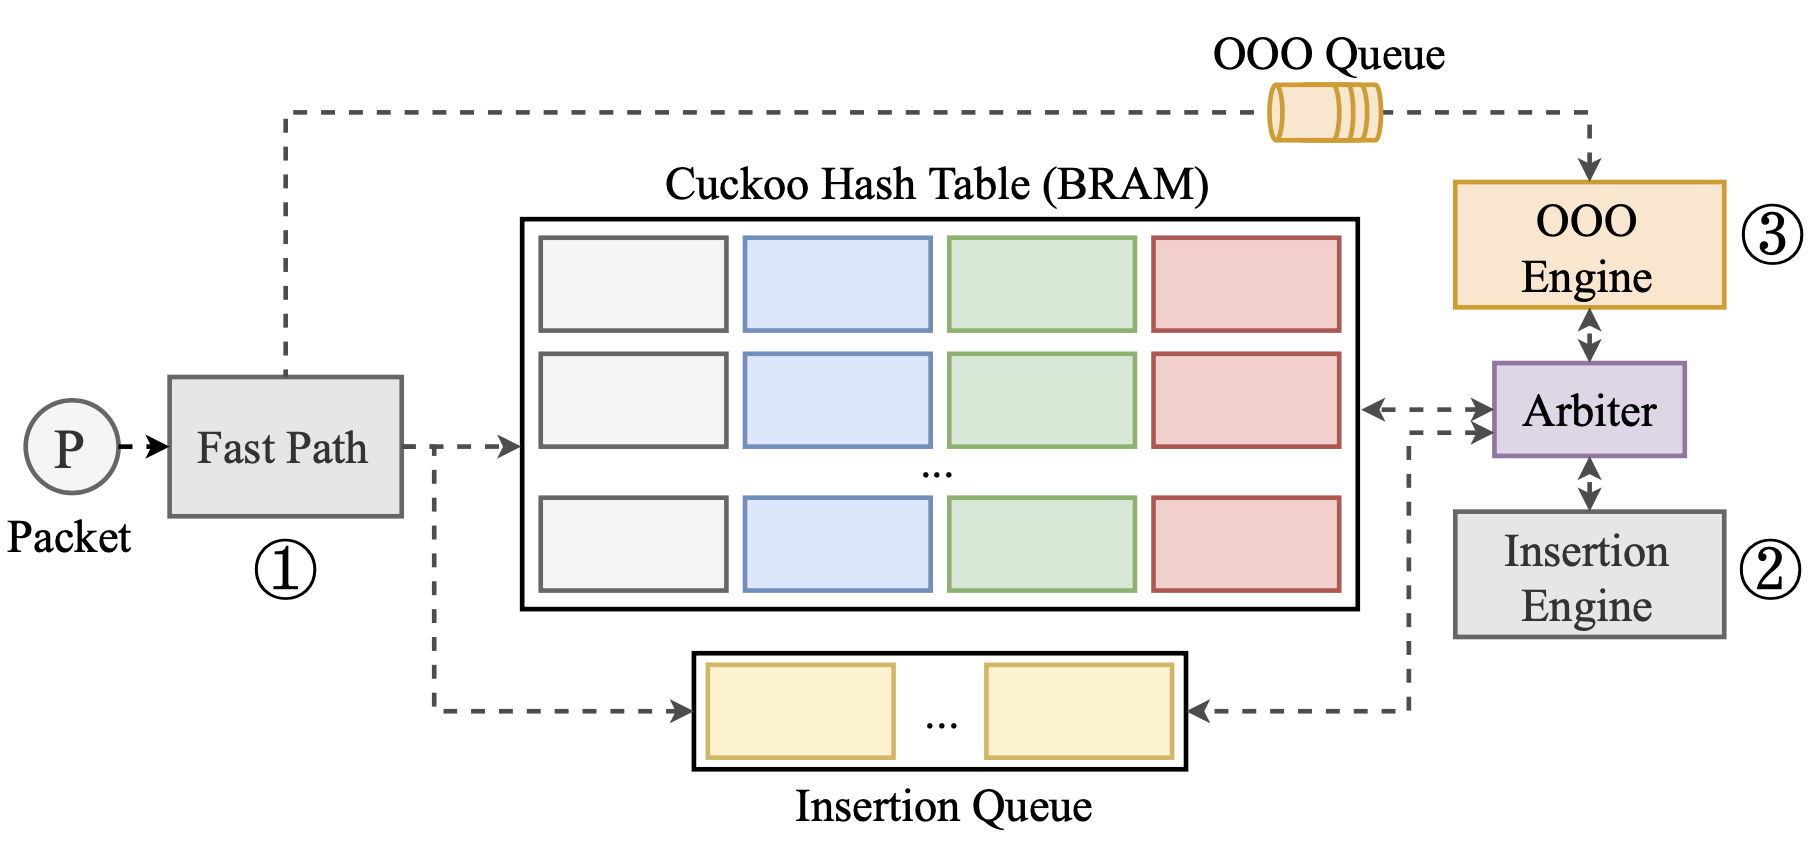 OOO Queue
Cuckoo Hash Table (BRAM)
OOO
Engine
③
P
Fast Path
Arbiter
...
Packet
①
Insertion
Engine
②
...
Insertion Queue